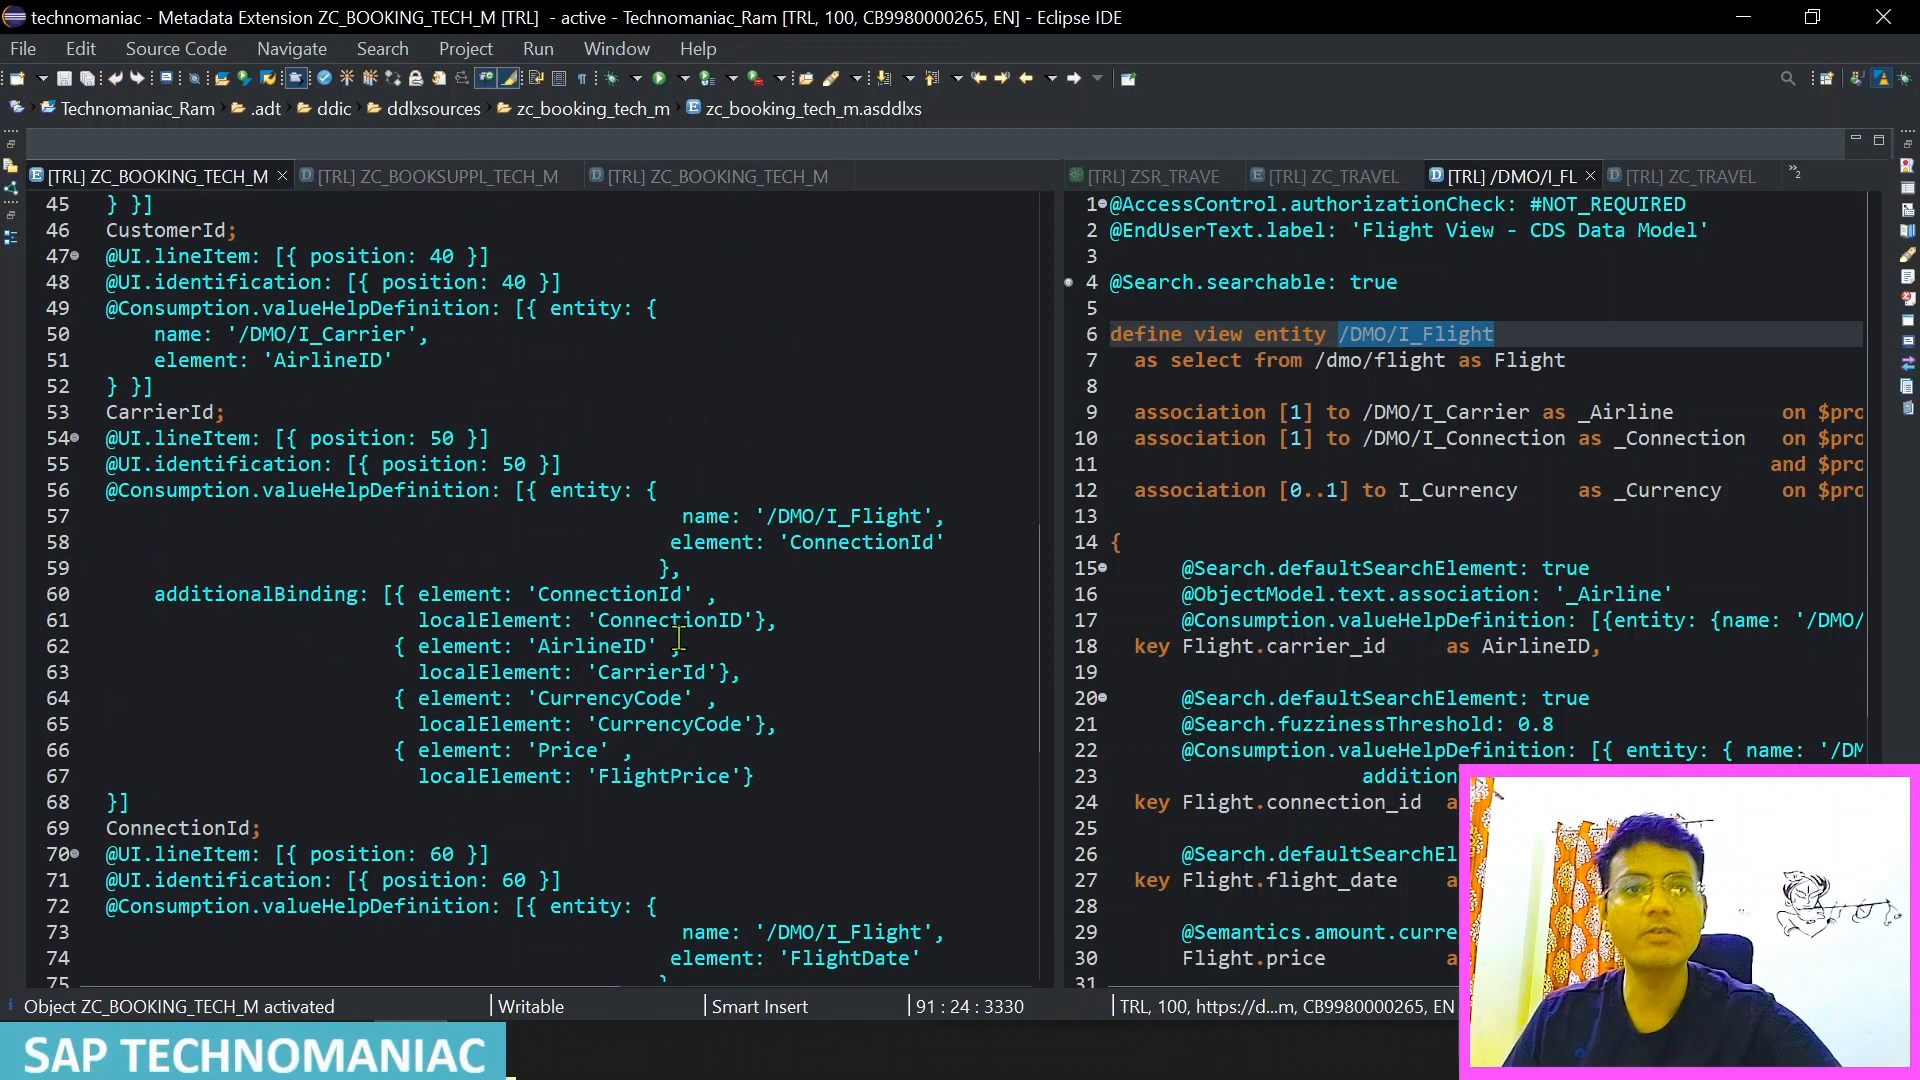 technomaniac - Metadata Extension ZC_BOOKING_TECH_M [TRL]  - active - Technomaniac_Ram [TRL, 100, CB9980000265, EN] - Eclipse IDE
File Edit Source Code Navigate Search Project Run Window Help
Technomaniac_Ram .adt ddic ddlxsources zc_booking_tech_m zc_booking_tech_m.asddlxs
[TRL] ZC_BOOKING_TECH_M [TRL] ZC_BOOKSUPPL_TECH_M [TRL] ZC_BOOKING_TECH_M
45 } }]
46 CustomerId;
47 @UI.lineItem: [{ position: 40 }]
48 @UI.identification: [{ position: 40 }]
49 @Consumption.valueHelpDefinition: [{ entity: {
50 name: '/DMO/I_Carrier',
51 element: 'AirlineID'
52 } }]
53 CarrierId;
54 @UI.lineItem: [{ position: 50 }]
55 @UI.identification: [{ position: 50 }]
56 @Consumption.valueHelpDefinition: [{ entity: {
57 name: '/DMO/I_Flight',
58 element: 'ConnectionId'
59 },
60 additionalBinding: [{ element: 'ConnectionId' ,
61 localElement: 'ConnectionID'},
62 { element: 'AirlineID' ,
63 localElement: 'CarrierId'},
64 { element: 'CurrencyCode' ,
65 localElement: 'CurrencyCode'},
66 { element: 'Price' ,
67 localElement: 'FlightPrice'}
68 }]
69 ConnectionId;
70 @UI.lineItem: [{ position: 60 }]
71 @UI.identification: [{ position: 60 }]
72 @Consumption.valueHelpDefinition: [{ entity: {
73 name: '/DMO/I_Flight',
74 element: 'FlightDate'
75
[TRL] ZSR_TRAVE [TRL] ZC_TRAVEL [TRL] /DMO/I_FL [TRL] ZC_TRAVEL
1 @AccessControl.authorizationCheck: #NOT_REQUIRED
2 @EndUserText.label: 'Flight View - CDS Data Model'
3
4 @Search.searchable: true
5
6 define view entity /DMO/I_Flight
7 as select from /dmo/flight as Flight
8
9 association [1] to /DMO/I_Carrier as _Airline on $pro
10 association [1] to /DMO/I_Connection as _Connection on $pro
11 and $pro
12 association [0..1] to I_Currency as _Currency on $pro
13
14 {
15 @Search.defaultSearchElement: true
16 @ObjectModel.text.association: '_Airline'
17 @Consumption.valueHelpDefinition: [{entity: {name: '/DMO/
18 key Flight.carrier_id as AirlineID,
19
20 @Search.defaultSearchElement: true
21 @Search.fuzzinessThreshold: 0.8
22 @Consumption.valueHelpDefinition: [{ entity: { name: '/DM
23 addition
24 key Flight.connection_id a
25
26 @Search.defaultSearchEl
27 key Flight.flight_date a
28
29 @Semantics.amount.curre
30 Flight.price a
31
Object ZC_BOOKING_TECH_M activated Writable Smart Insert 91 : 24 : 3330 TRL, 100, https://d...m, CB9980000265, EN
SAP TECHNOMANIAC